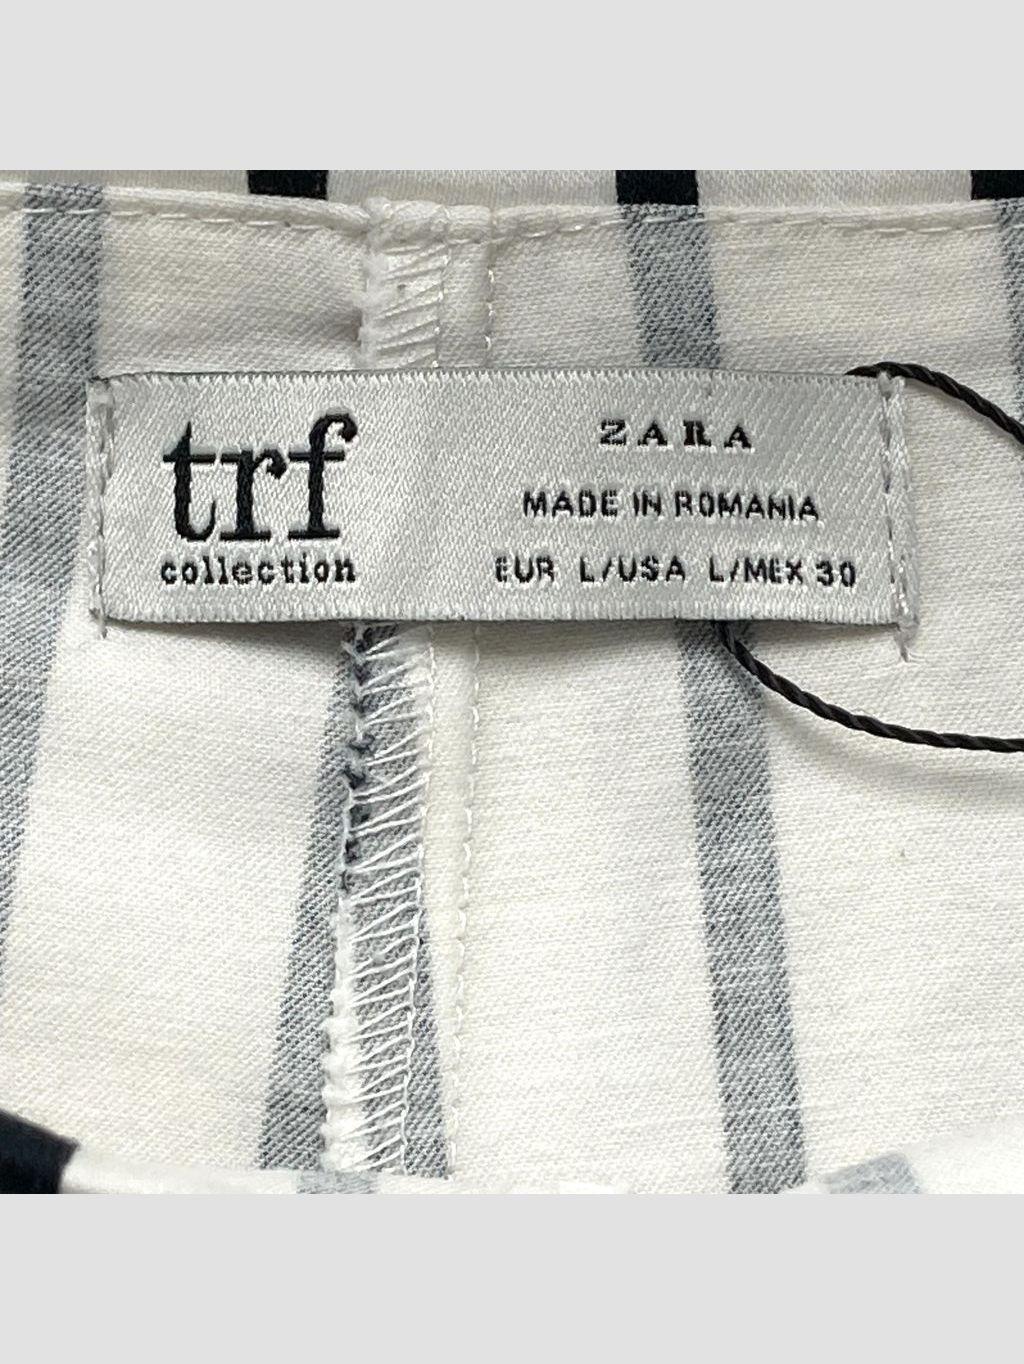 trf
collection
ZARA
MADE IN ROMANIA
EUR L/USA L/MEX 30